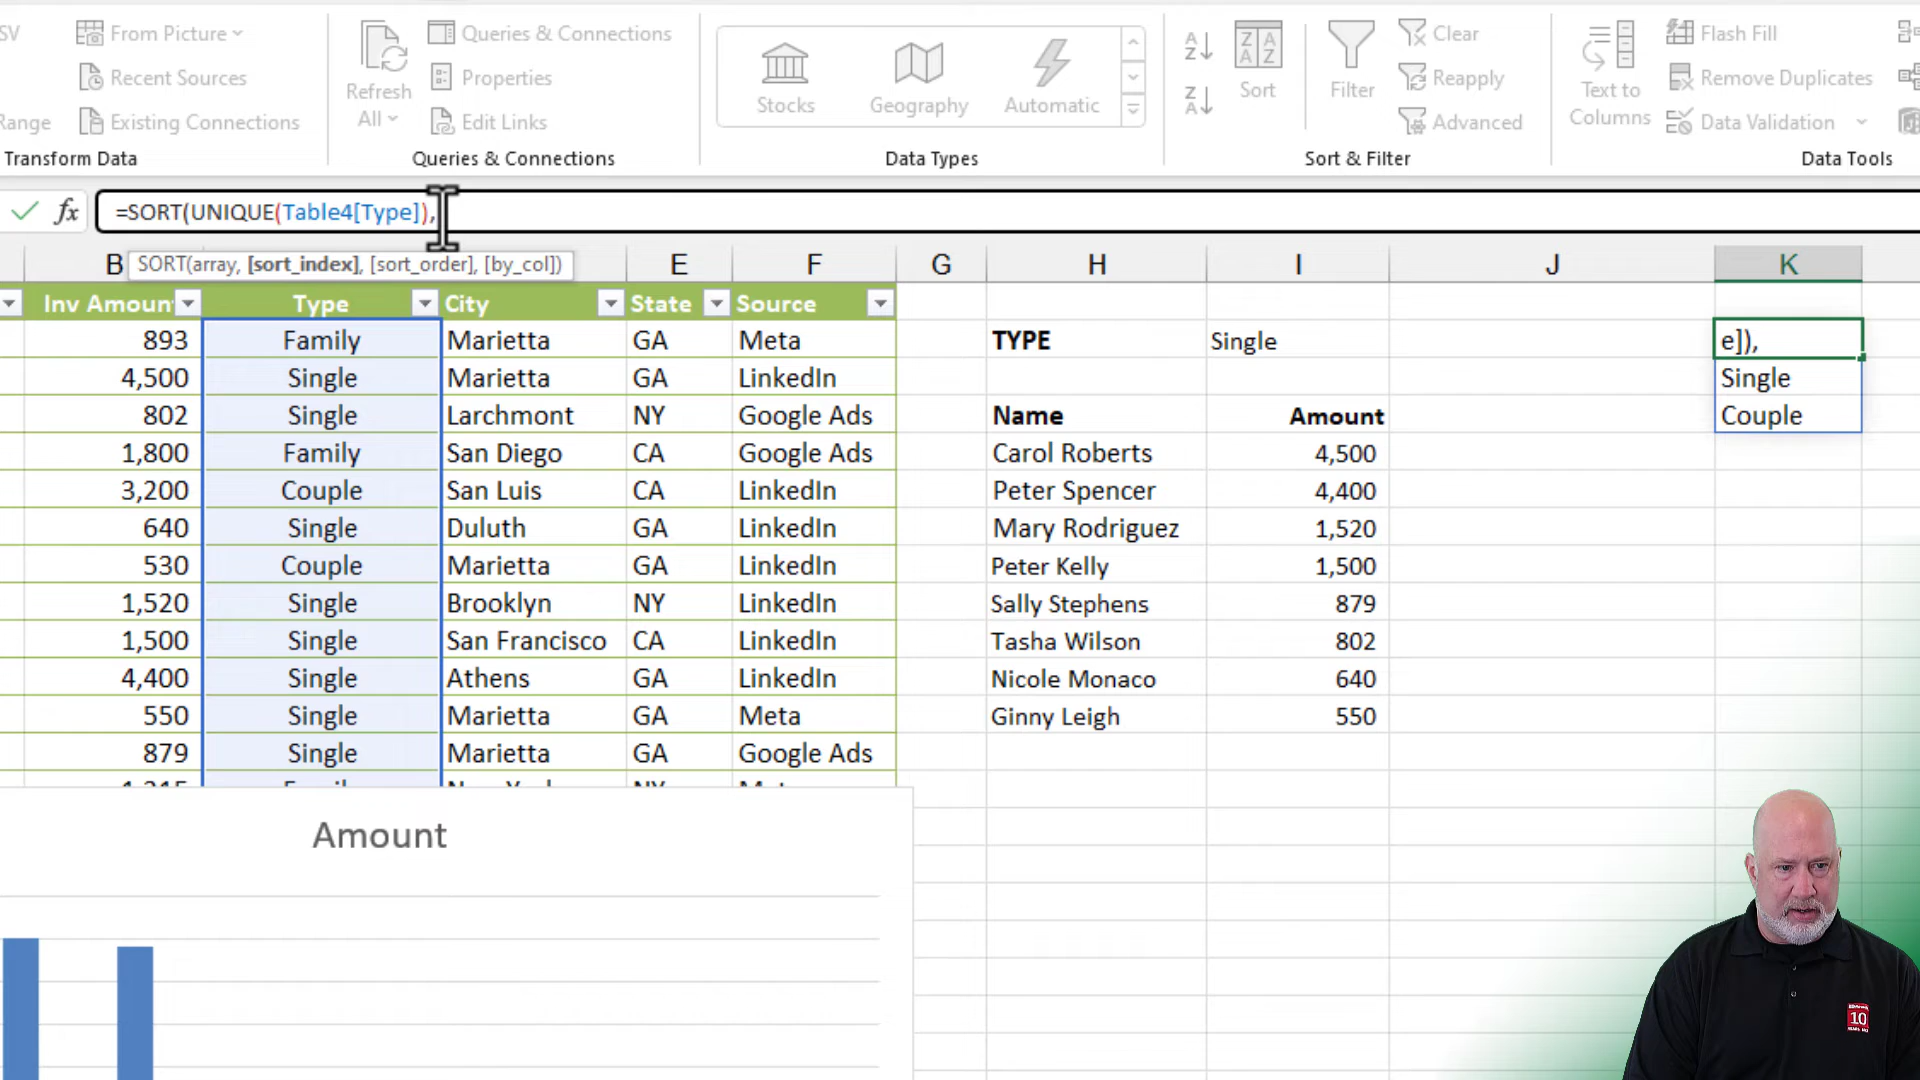 SV
From Picture
Recent Sources
Range
Existing Connections
Transform Data
Refresh
All
Queries & Connections
Properties
Edit Links
Queries & Connections
Stocks
Geography
Automatic
Data Types
A
Z
Z
A
Z A
A Z
Sort
Filter
Clear
Reapply
Advanced
Sort & Filter
Text to
Columns
Flash Fill
Remove Duplicates
Data Validation
Data Tools
fx =SORT(UNIQUE(Table4[Type]),
SORT(array, [sort_index], [sort_order], [by_col])
B E F G H I J K
Inv Amount Type City State Source
893 Family Marietta GA Meta TYPE Single e]),
4,500 Single Marietta GA LinkedIn Single
802 Single Larchmont NY Google Ads Name Amount Couple
1,800 Family San Diego CA Google Ads Carol Roberts 4,500
3,200 Couple San Luis CA LinkedIn Peter Spencer 4,400
640 Single Duluth GA LinkedIn Mary Rodriguez 1,520
530 Couple Marietta GA LinkedIn Peter Kelly 1,500
1,520 Single Brooklyn NY LinkedIn Sally Stephens 879
1,500 Single San Francisco CA LinkedIn Tasha Wilson 802
4,400 Single Athens GA LinkedIn Nicole Monaco 640
550 Single Marietta GA Meta Ginny Leigh 550
879 Single Marietta GA Google Ads
Amount
10